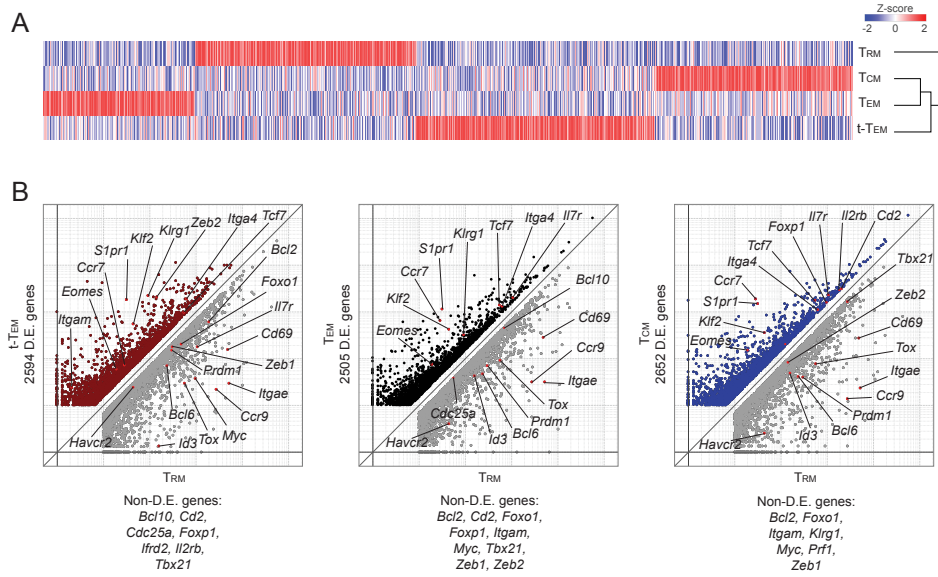 A
Z-score
-2 0 2
TRM
TCM
TEM
t-TEM
B
t-TEM
2594 D.E. genes
Itgam
Eomes
Ccr7
S1pr1
Klf2
Klrg1
Zeb2
Itga4
Tcf7
Bcl2
Foxo1
Il7r
Cd69
Zeb1
Prdm1
Itgae
Ccr9
Myc
Tox
Bcl6
Id3
Havcr2
TRM
Non-D.E. genes:
Bcl10, Cd2,
Cdc25a, Foxp1,
Ifrd2, Il2rb,
Tbx21
TEM
2505 D.E. genes
Eomes
Klf2
Ccr7
S1pr1
Klrg1
Tcf7
Itga4
Il7r
Bcl10
Cd69
Ccr9
Itgae
Tox
Prdm1
Bcl6
Id3
Cdc25a
Havcr2
TRM
Non-D.E. genes:
Bcl2, Cd2, Foxo1,
Foxp1, Itgam,
Myc, Tbx21,
Zeb1, Zeb2
TCM
2652 D.E. genes
Eomes
Klf2
S1pr1
Ccr7
Itga4
Tcf7
Foxp1
Il7r
Il2rb
Cd2
Tbx21
Zeb2
Cd69
Tox
Itgae
Ccr9
Prdm1
Bcl6
Id3
Havcr2
TRM
Non-D.E. genes:
Bcl2, Foxo1,
Itgam, Klrg1,
Myc, Prf1,
Zeb1